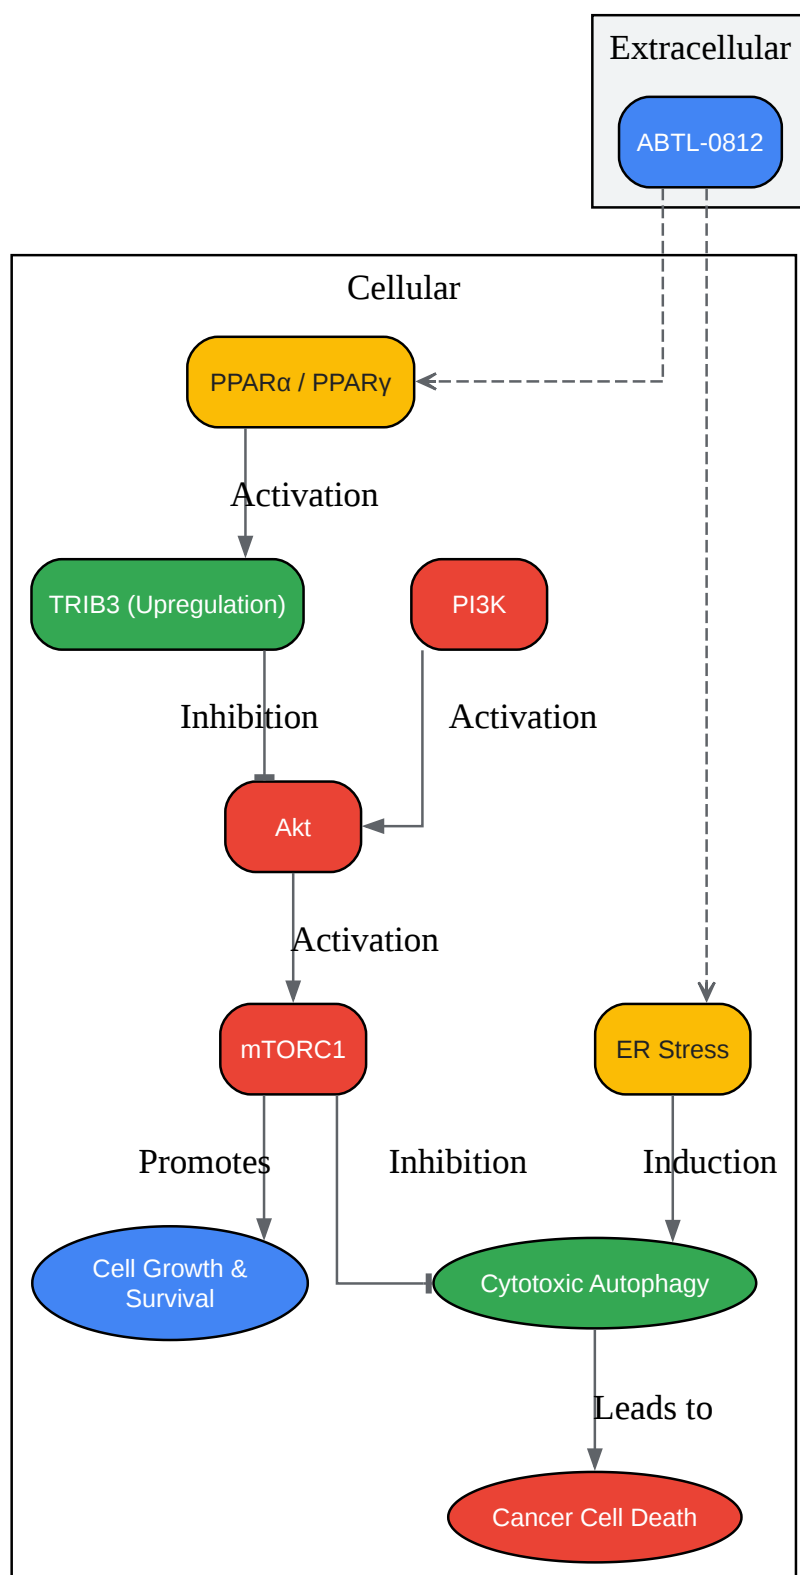 Extracellular
ABTL-0812
Cellular
PPARα / PPARγ
Activation
TRIB3 (Upregulation)
PI3K
Inhibition
Activation
Akt
Activation
mTORC1
ER Stress
Promotes
Inhibition
Induction
Cell Growth &
Survival
Cytotoxic Autophagy
Leads to
Cancer Cell Death